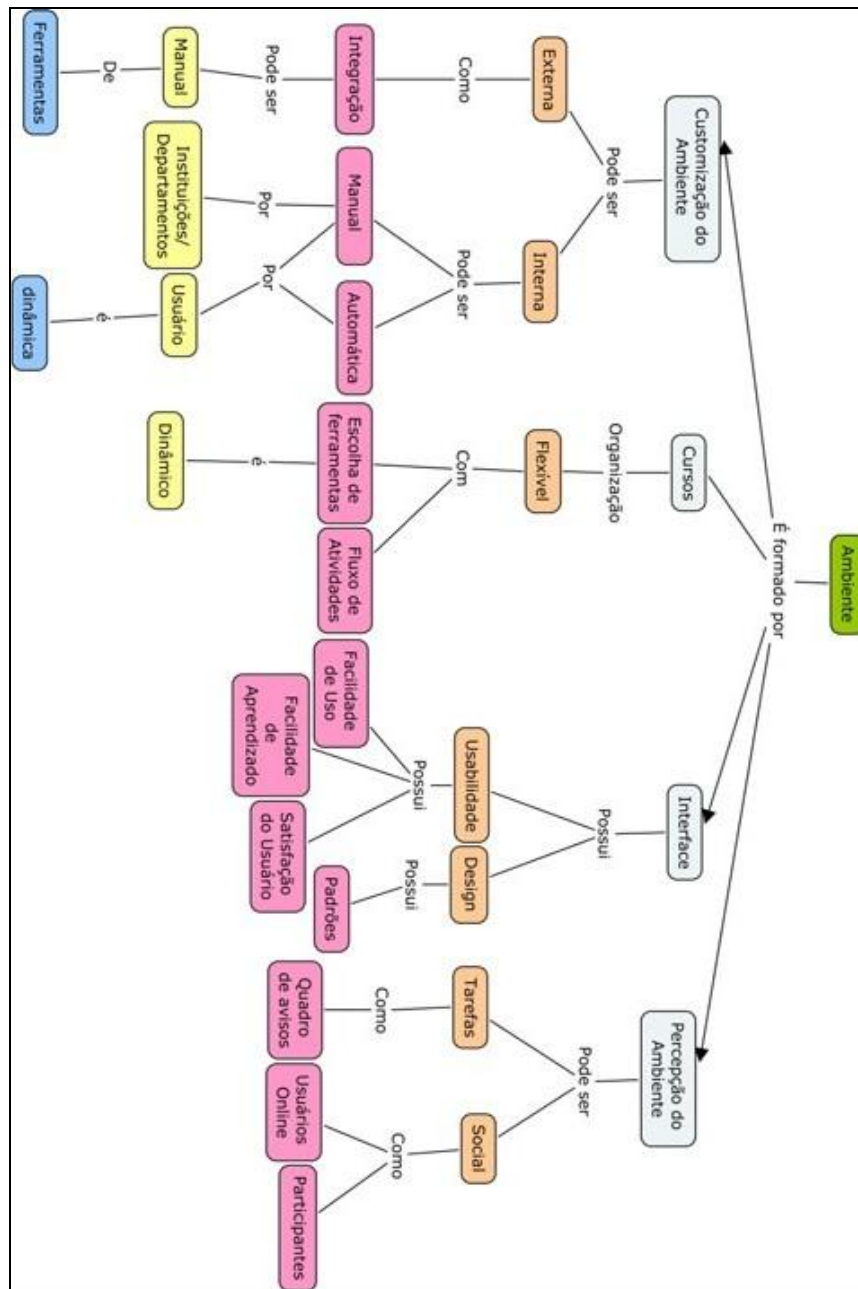 Ambiente
É formado por
Customização do
Ambiente
Cursos
Interface
Percepção do
Ambiente
Pode ser
Organização
Possui
Pode ser
Externa
Interna
Flexível
Usabilidade
Design
Tarefas
Social
Como
Pode ser
Com
Possui
Possui
Como
Como
Integração
Manual
Automática
Escolha de
ferramentas
Fluxo de
Atividades
Facilidade
de Uso
Facilidade
de
Aprendizado
Satisfação
do Usuário
Padrões
Quadro
de avisos
Usuários
Online
Participantes
Pode ser
Por
Por
é
Manual
Instituições/
Departamentos
Usuário
Dinâmico
De
é
Ferramentas
dinâmica